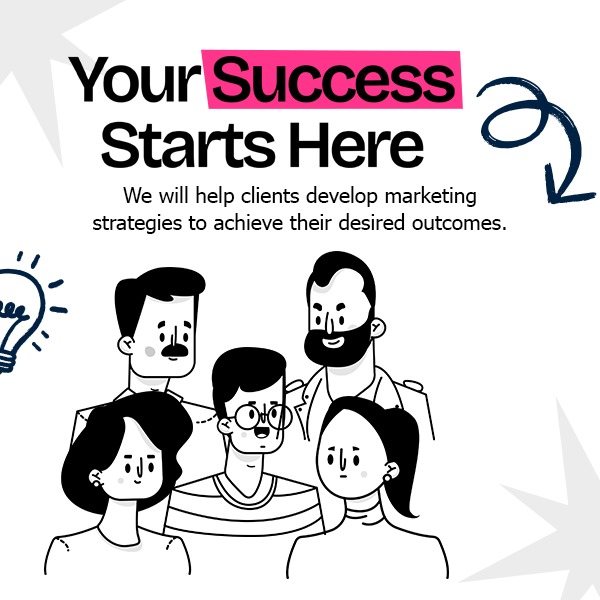 Your Success
Starts Here
We will help clients develop marketing
strategies to achieve their desired outcomes.